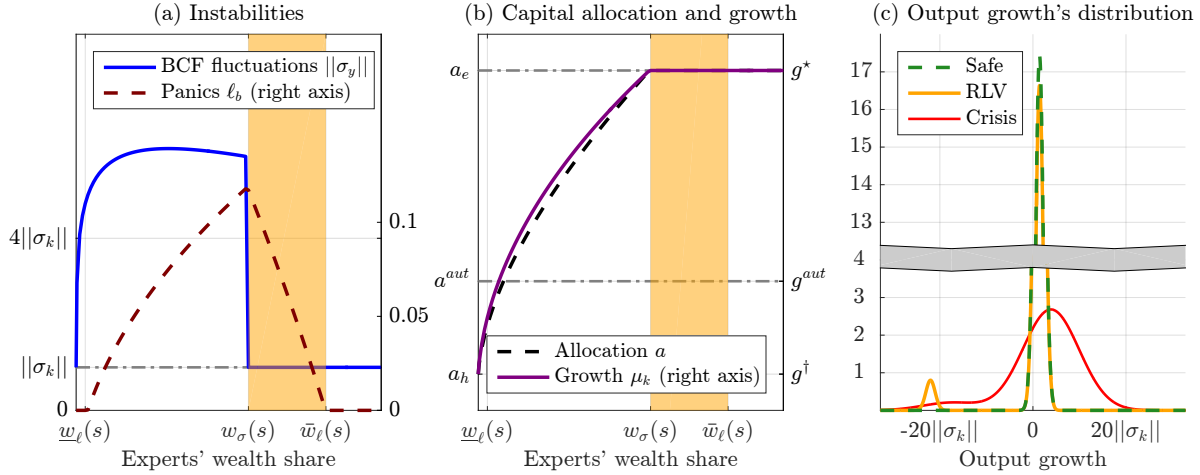 (a) Instabilities
BCF fluctuations ||σ_y||
Panics ℓ_b (right axis)
4||σ_k||
||σ_k||
0
0.1
0.05
0
w̲_ℓ(s)
w_σ(s)
w̄_ℓ(s)
Experts' wealth share
(b) Capital allocation and growth
a_e
a^{aut}
a_h
g^⋆
g^{aut}
g^†
Allocation a
Growth μ_k (right axis)
w̲_ℓ(s)
w_σ(s)
w̄_ℓ(s)
Experts' wealth share
(c) Output growth's distribution
17
16
15
17
13
4
3
2
1
Safe
RLV
Crisis
-20||σ_k||
0
20||σ_k||
Output growth